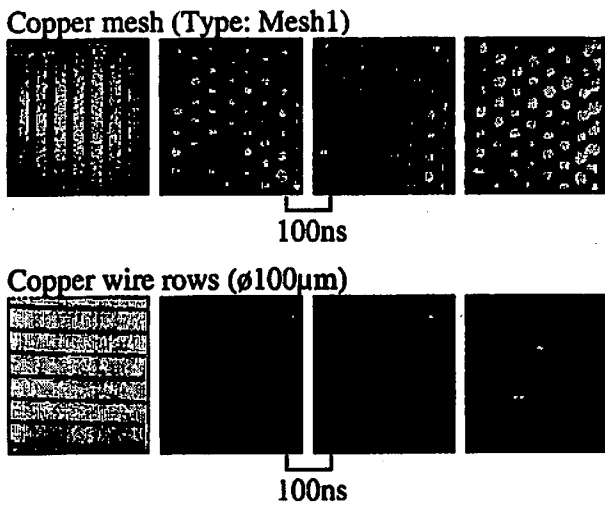 Copper mesh (Type: Mesh1)
100ns
Copper wire rows (ø100µm)
100ns